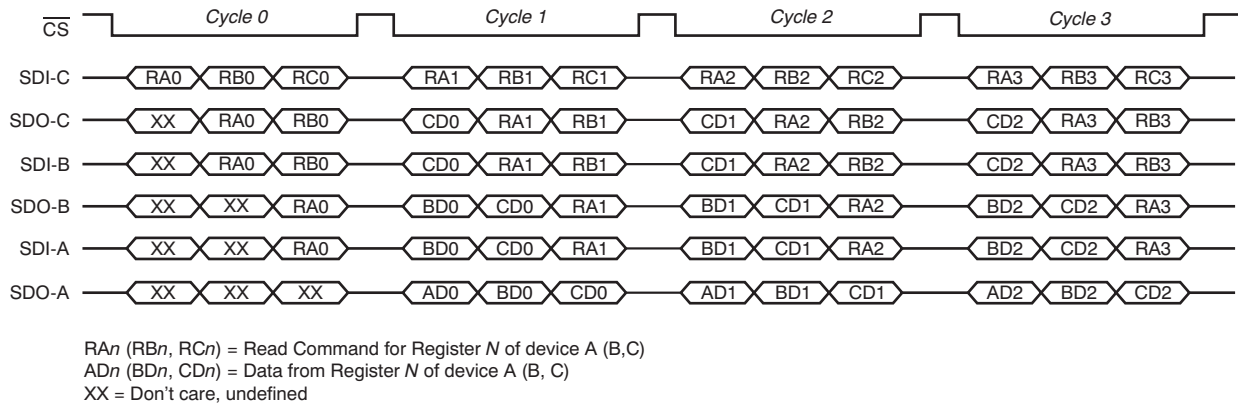 CS Cycle 0 Cycle 1 Cycle 2 Cycle 3
SDI-C RA0 RB0 RC0 RA1 RB1 RC1 RA2 RB2 RC2 RA3 RB3 RC3
SDO-C XX RA0 RB0 CD0 RA1 RB1 CD1 RA2 RB2 CD2 RA3 RB3
SDI-B XX RA0 RB0 CD0 RA1 RB1 CD1 RA2 RB2 CD2 RA3 RB3
SDO-B XX XX RA0 BD0 CD0 RA1 BD1 CD1 RA2 BD2 CD2 RA3
SDI-A XX XX RA0 BD0 CD0 RA1 BD1 CD1 RA2 BD2 CD2 RA3
SDO-A XX XX XX AD0 BD0 CD0 AD1 BD1 CD1 AD2 BD2 CD2
RAn (RBn, RCn) = Read Command for Register N of device A (B,C)
ADn (BDn, CDn) = Data from Register N of device A (B, C)
XX = Don't care, undefined